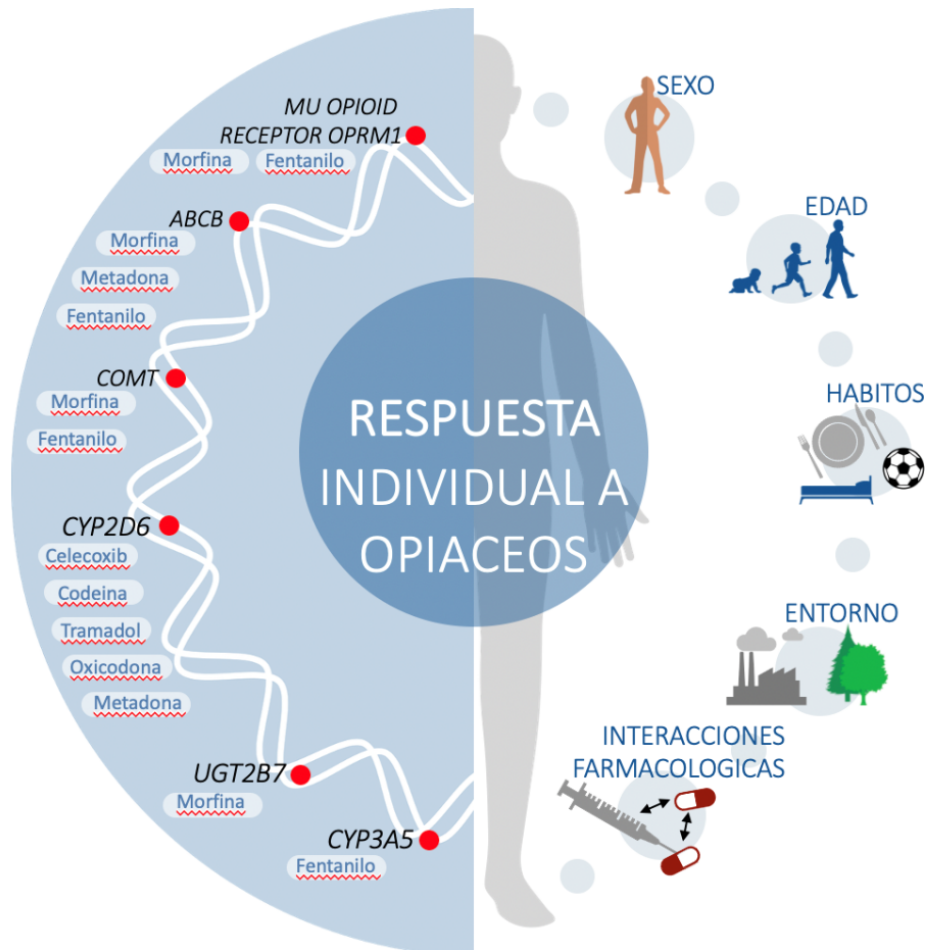 MU OPIOID
RECEPTOR OPRM1
Morfina Fentanilo
ABCB
Morfina
Metadona
Fentanilo
COMT
Morfina
Fentanilo
CYP2D6
Celecoxib
Codeina
Tramadol
Oxicodona
Metadona
UGT2B7
Morfina
CYP3A5
Fentanilo
RESPUESTA
INDIVIDUAL A
OPIACEOS
SEXO
EDAD
HABITOS
ENTORNO
INTERACCIONES
FARMACOLOGICAS